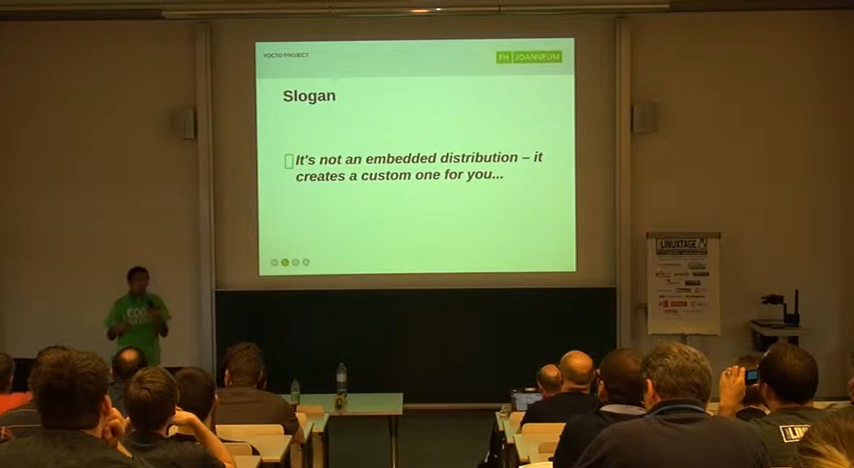 YOCTO PROJECT
FH JOANNEUM
Slogan
It's not an embedded distribution – it
creates a custom one for you...
LINUXTAGE